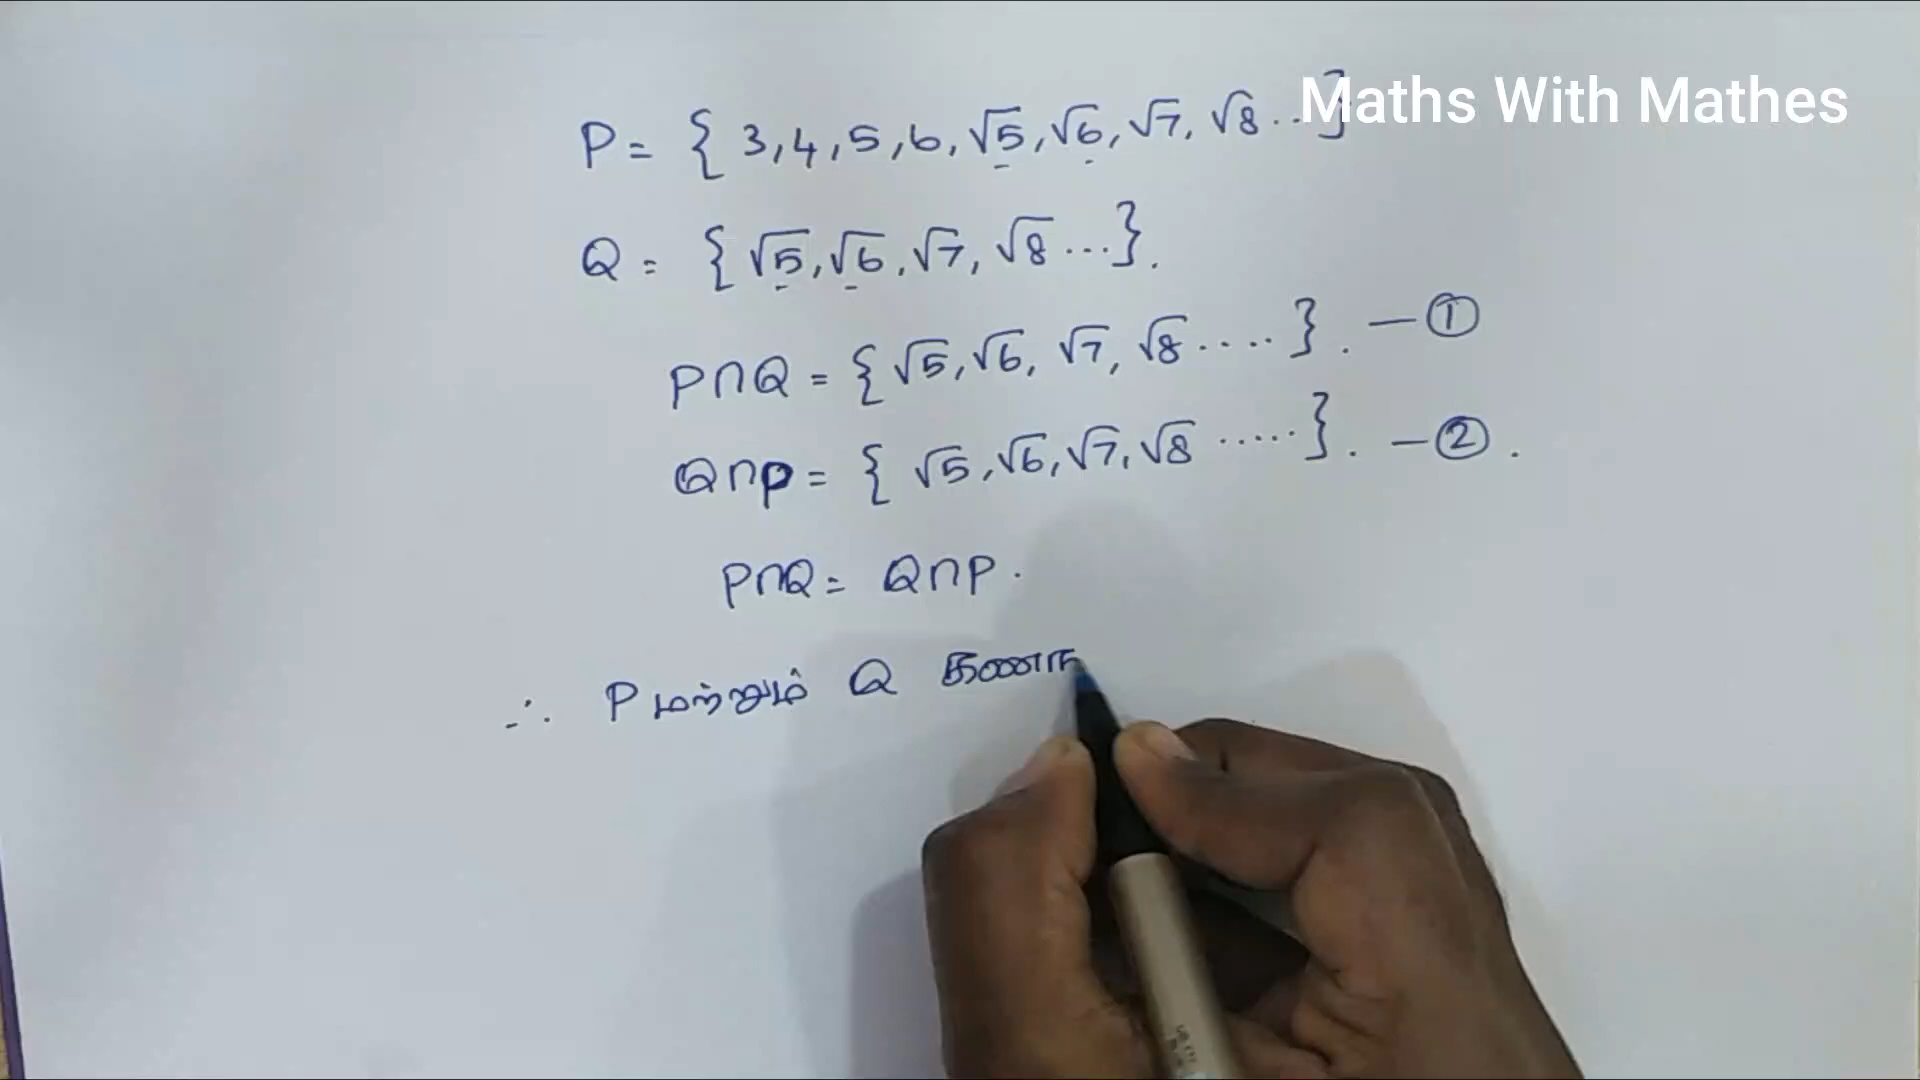 Maths With Mathes
P = { 3, 4, 5, 6, √5, √6, √7, √8 ... }
Q = { √5, √6, √7, √8 ... }.
P∩Q = { √5, √6, √7, √8 .... }. — ①
Q∩P = { √5, √6, √7, √8 ..... }. — ② .
P∩Q = Q∩P .
∴ P மற்றும் Q